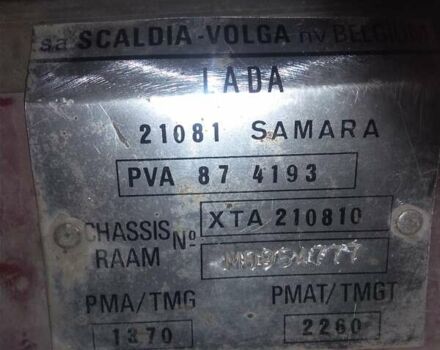 s.a SCALDIA-VOLGA nv BELGIUM
LADA
21081 SAMARA
PVA 87 4193
CHASSIS Nº XTA 210810
RAAM
PMA/TMG PMAT/TMGT
1370 2260